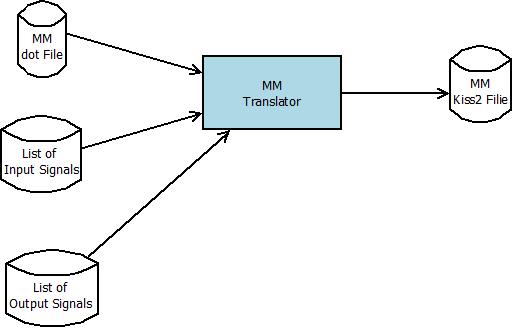 MM
dot File
MM
Translator
MM
Kiss2 Filie
List of
Input Signals
List of
Output Signals